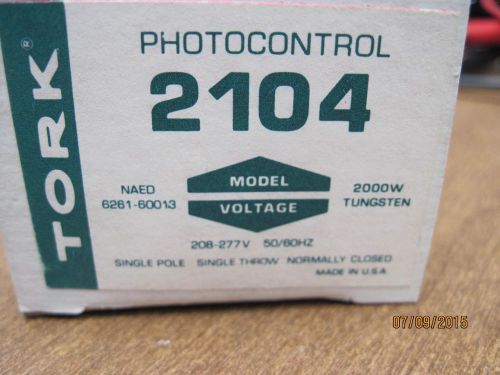 TORK®
PHOTOCONTROL
2104
NAED
6261-60013
MODEL
VOLTAGE
2000W
TUNGSTEN
208-277V 50/60HZ
SINGLE POLE SINGLE THROW NORMALLY CLOSED
MADE IN U.S.A.
07/09/2015